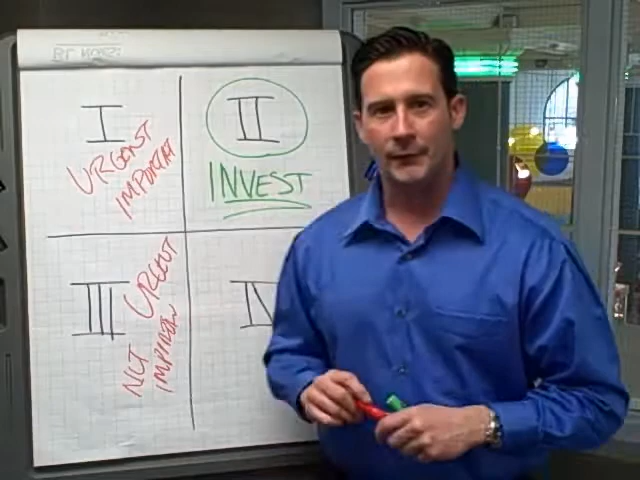 I
URGENT
IMPORTANT
II
INVEST
III
URGENT
NOT
IMPORTANT
IV